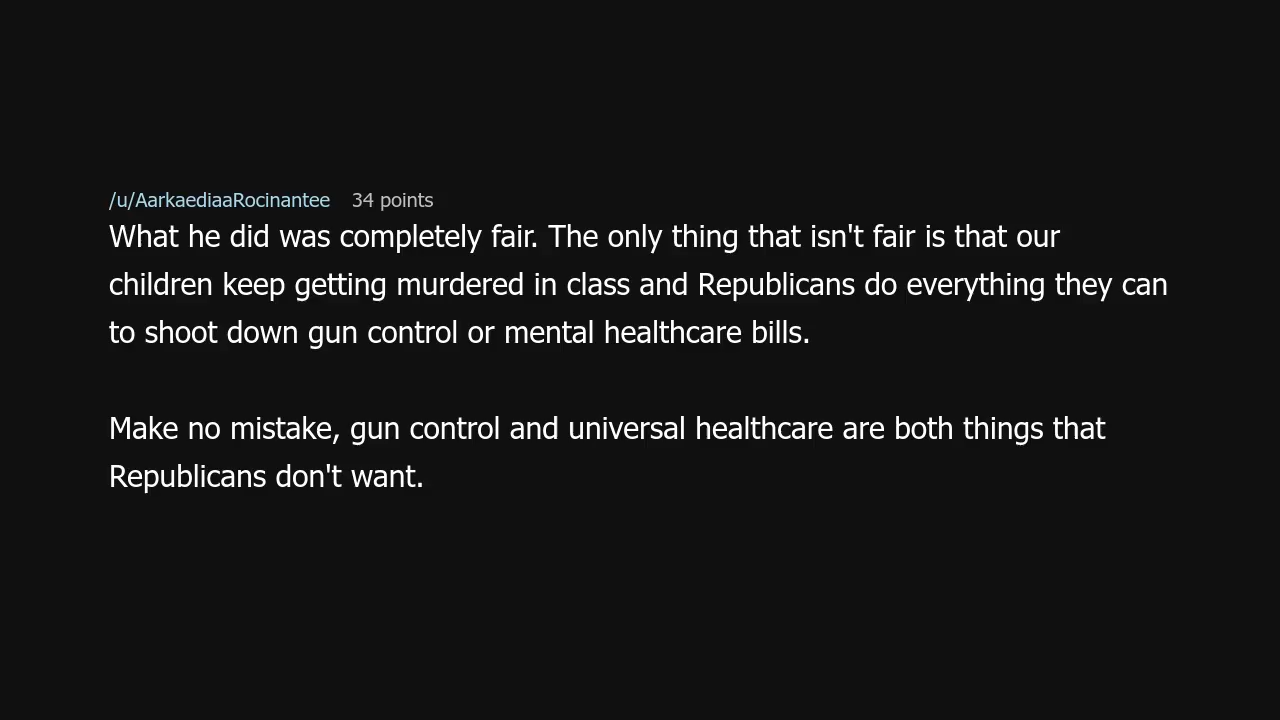 /u/AarkaediaaRocinantee 34 points
What he did was completely fair. The only thing that isn't fair is that our
children keep getting murdered in class and Republicans do everything they can
to shoot down gun control or mental healthcare bills.
Make no mistake, gun control and universal healthcare are both things that
Republicans don't want.